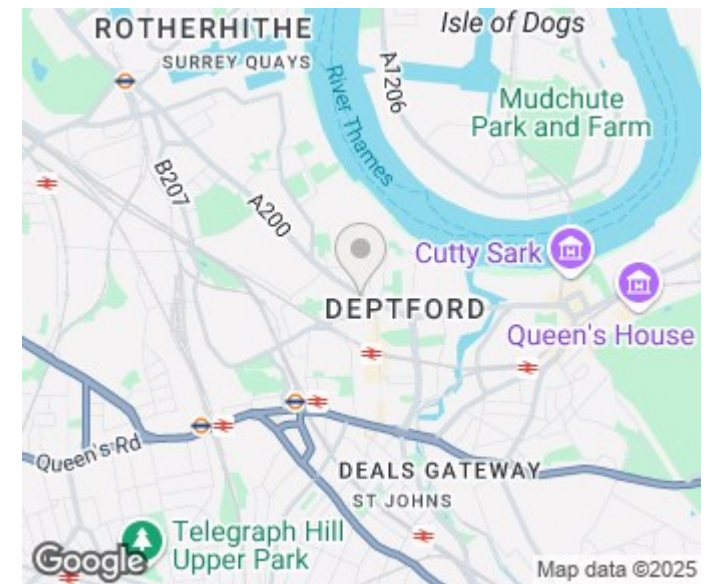 ROTHERHITHE
Isle of Dogs
SURREY QUAYS
A1206
River Thames
Mudchute
Park and Farm
B207
A200
Cutty Sark
DEPTFORD
Queen's House
Queen's Rd
DEALS GATEWAY
ST JOHNS
Telegraph Hill
Upper Park
Google
Map data ©2025